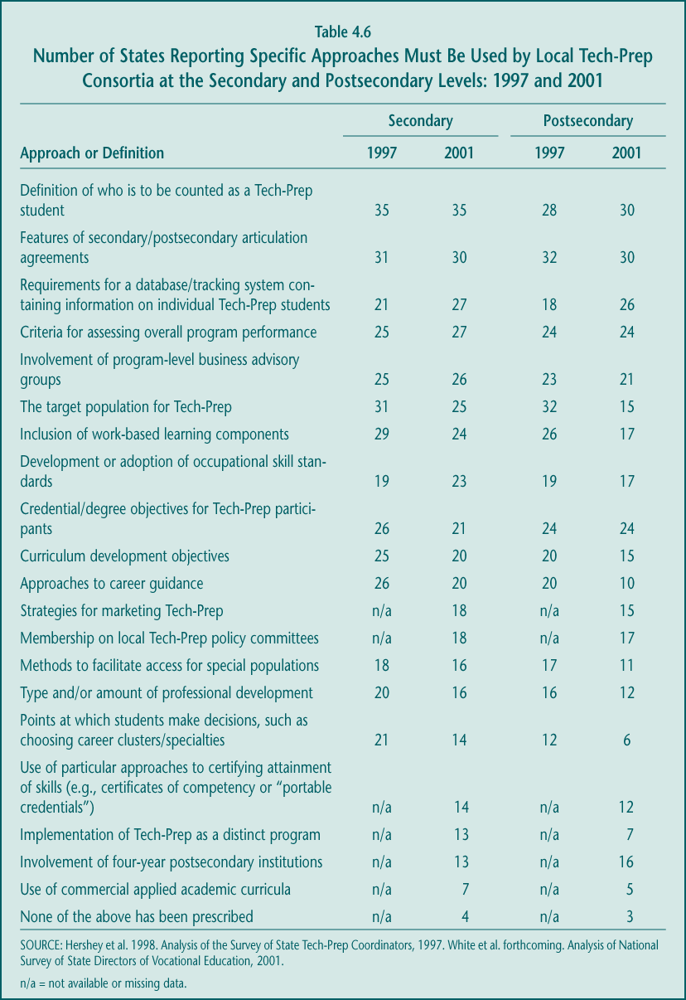 Table 4.6
Number of States Reporting Specific Approaches Must Be Used by Local Tech-Prep
Consortia at the Secondary and Postsecondary Levels: 1997 and 2001
Secondary Postsecondary
Approach or Definition 1997 2001 1997 2001
Definition of who is to be counted as a Tech-Prep
student 35 35 28 30
Features of secondary/postsecondary articulation
agreements 31 30 32 30
Requirements for a database/tracking system con-
taining information on individual Tech-Prep students 21 27 18 26
Criteria for assessing overall program performance 25 27 24 24
Involvement of program-level business advisory
groups 25 26 23 21
The target population for Tech-Prep 31 25 32 15
Inclusion of work-based learning components 29 24 26 17
Development or adoption of occupational skill stan-
dards 19 23 19 17
Credential/degree objectives for Tech-Prep partici-
pants 26 21 24 24
Curriculum development objectives 25 20 20 15
Approaches to career guidance 26 20 20 10
Strategies for marketing Tech-Prep n/a 18 n/a 15
Membership on local Tech-Prep policy committees n/a 18 n/a 17
Methods to facilitate access for special populations 18 16 17 11
Type and/or amount of professional development 20 16 16 12
Points at which students make decisions, such as
choosing career clusters/specialties 21 14 12 6
Use of particular approaches to certifying attainment
of skills (e.g., certificates of competency or “portable
credentials”) n/a 14 n/a 12
Implementation of Tech-Prep as a distinct program n/a 13 n/a 7
Involvement of four-year postsecondary institutions n/a 13 n/a 16
Use of commercial applied academic curricula n/a 7 n/a 5
None of the above has been prescribed n/a 4 n/a 3
SOURCE: Hershey et al. 1998. Analysis of the Survey of State Tech-Prep Coordinators, 1997. White et al. forthcoming. Analysis of National
Survey of State Directors of Vocational Education, 2001.
n/a = not available or missing data.